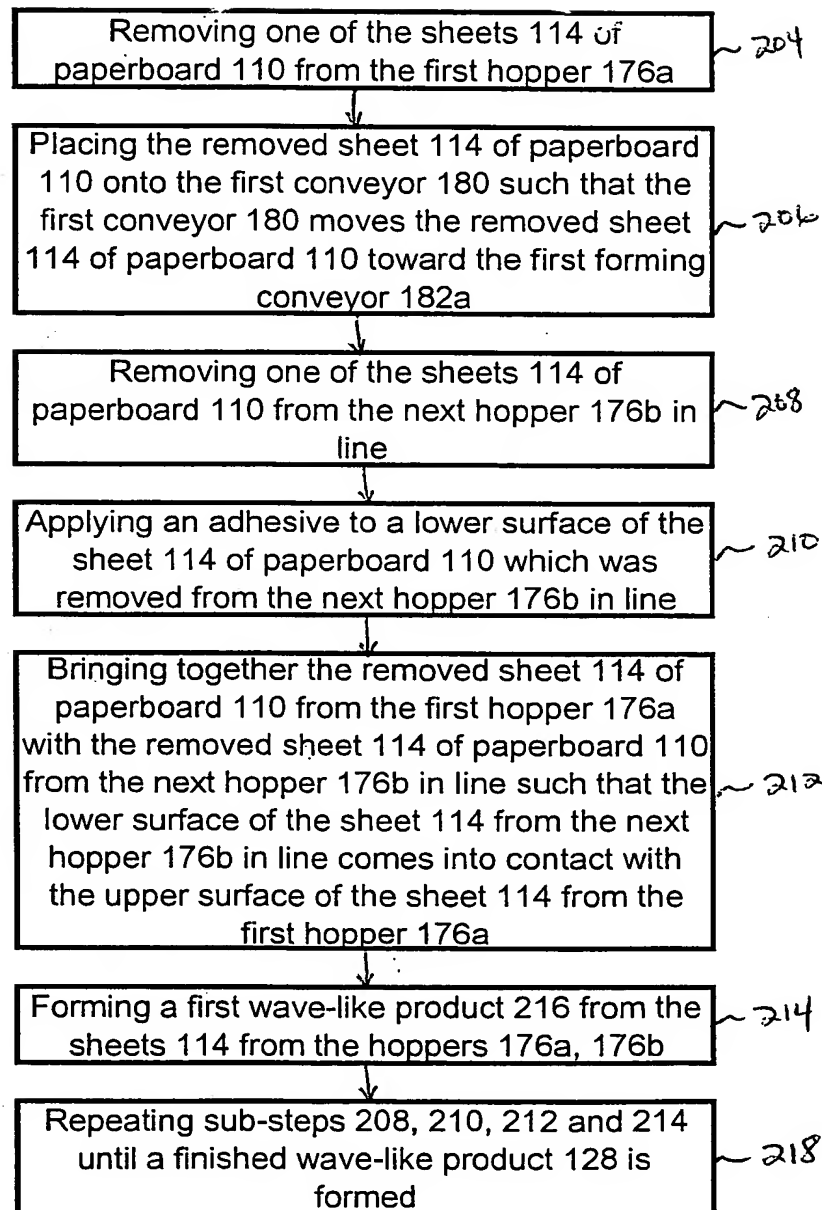 Removing one of the sheets 114 of
paperboard 110 from the first hopper 176a
204
Placing the removed sheet 114 of paperboard
110 onto the first conveyor 180 such that the
first conveyor 180 moves the removed sheet
114 of paperboard 110 toward the first forming
conveyor 182a
206
Removing one of the sheets 114 of
paperboard 110 from the next hopper 176b in
line
208
Applying an adhesive to a lower surface of the
sheet 114 of paperboard 110 which was
removed from the next hopper 176b in line
210
Bringing together the removed sheet 114 of
paperboard 110 from the first hopper 176a
with the removed sheet 114 of paperboard 110
from the next hopper 176b in line such that the
lower surface of the sheet 114 from the next
hopper 176b in line comes into contact with
the upper surface of the sheet 114 from the
first hopper 176a
212
Forming a first wave-like product 216 from the
sheets 114 from the hoppers 176a, 176b
214
Repeating sub-steps 208, 210, 212 and 214
until a finished wave-like product 128 is
formed
218